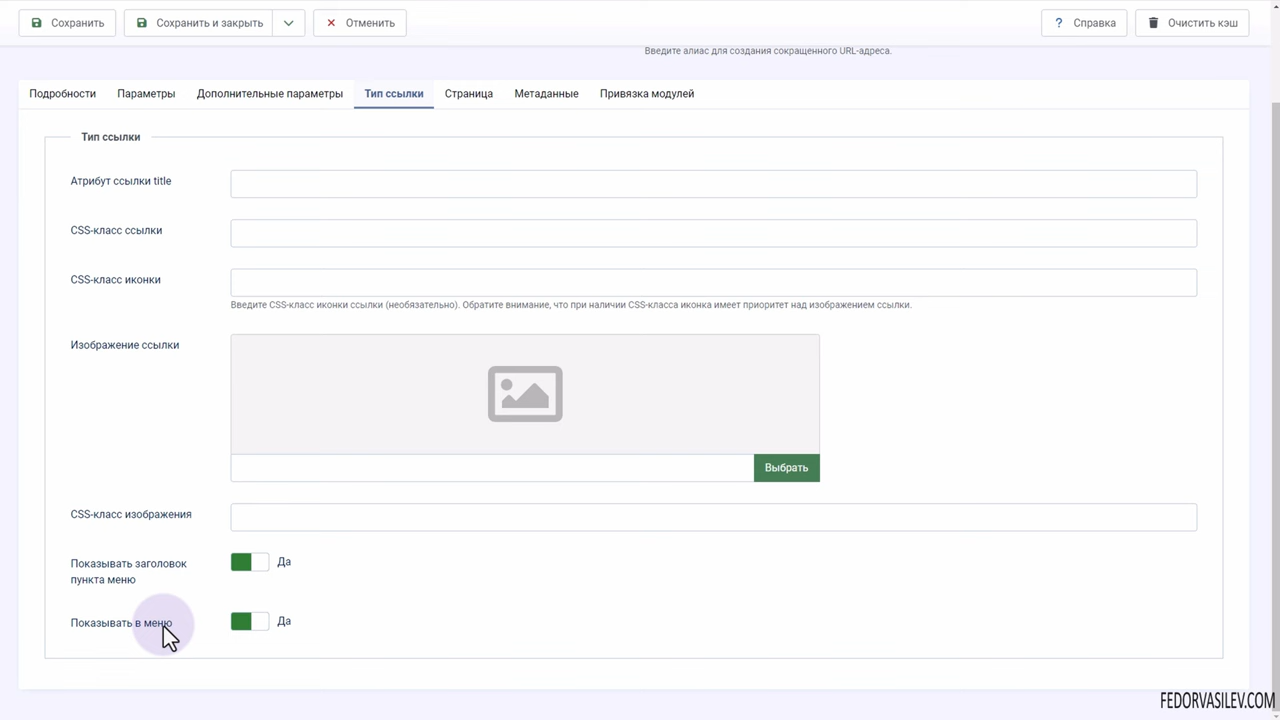 Сохранить
Сохранить и закрыть
Отменить
? Справка
Очистить кэш
Введите алиас для создания сокращенного URL-адреса.
Подробности
Параметры
Дополнительные параметры
Тип ссылки
Страница
Метаданные
Привязка модулей
Тип ссылки
Атрибут ссылки title
CSS-класс ссылки
CSS-класс иконки
Введите CSS-класс иконки ссылки (необязательно). Обратите внимание, что при наличии CSS-класса иконка имеет приоритет над изображением ссылки.
Изображение ссылки
Выбрать
CSS-класс изображения
Показывать заголовок
пункта меню
Да
Показывать в меню
Да
FEDORVASILEV.COM